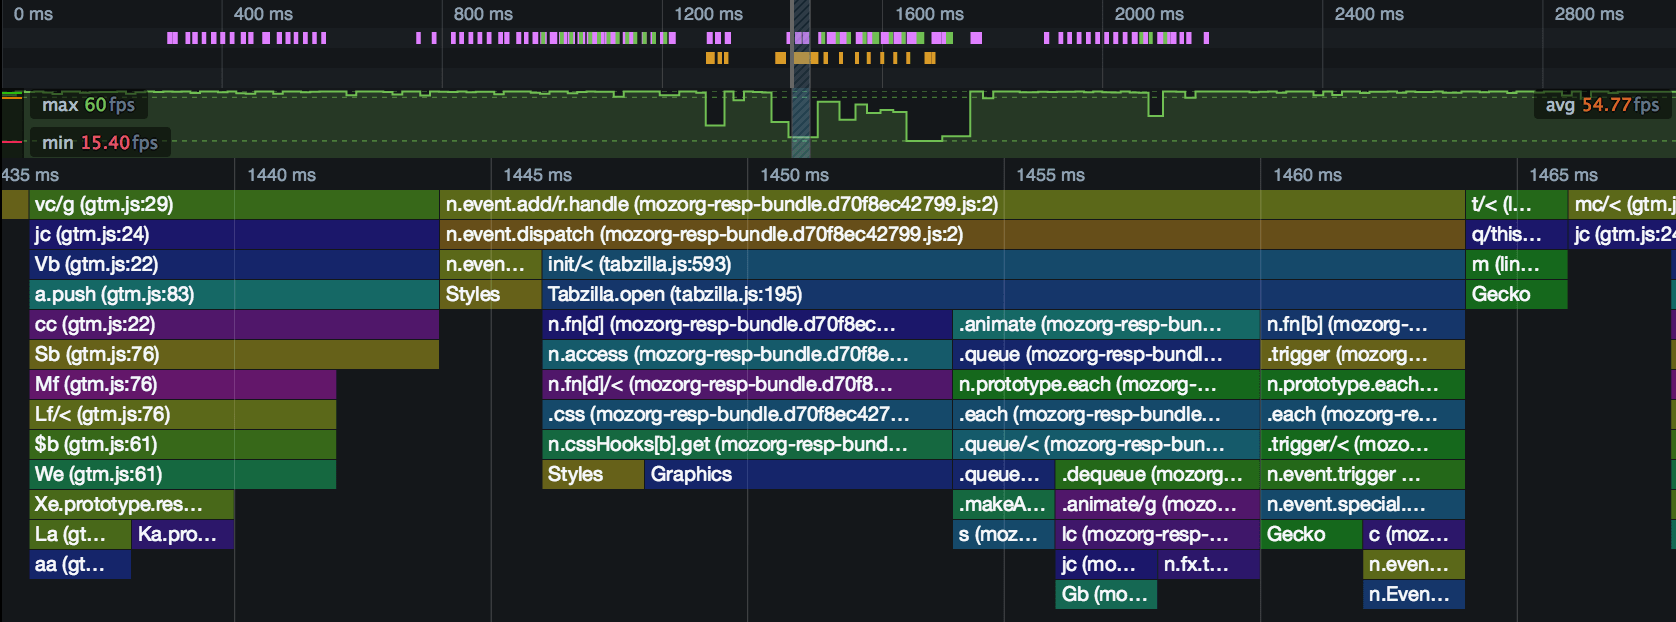 0 ms 400 ms 800 ms 1200 ms 1600 ms 2000 ms 2400 ms 2800 ms
max 60fps avg 54.77fps
min 15.40fps
435 ms 1440 ms 1445 ms 1450 ms 1455 ms 1460 ms 1465 ms
vc/g (gtm.js:29) n.event.add/r.handle (mozorg-resp-bundle.d70f8ec42799.js:2) t/< (l... mc/< (gtm.j
jc (gtm.js:24) n.event.dispatch (mozorg-resp-bundle.d70f8ec42799.js:2) q/this... jc (gtm.js:24
Vb (gtm.js:22) n.even... init/< (tabzilla.js:593) m (lin...
a.push (gtm.js:83) Styles Tabzilla.open (tabzilla.js:195) Gecko
cc (gtm.js:22) n.fn[d] (mozorg-resp-bundle.d70f8ec... .animate (mozorg-resp-bun... n.fn[b] (mozorg-...
Sb (gtm.js:76) n.access (mozorg-resp-bundle.d70f8e... .queue (mozorg-resp-bundl... .trigger (mozorg...
Mf (gtm.js:76) n.fn[d]/< (mozorg-resp-bundle.d70f8... n.prototype.each (mozorg-... n.prototype.each...
Lf/< (gtm.js:76) .css (mozorg-resp-bundle.d70f8ec427... .each (mozorg-resp-bundle... .each (mozorg-re...
$b (gtm.js:61) n.cssHooks[b].get (mozorg-resp-bund... .queue/< (mozorg-resp-bun... .trigger/< (mozo...
We (gtm.js:61) Styles Graphics .queue... .dequeue (mozorg... n.event.trigger ...
Xe.prototype.res... .makeA... .animate/g (mozo... n.event.special....
La (gt... Ka.pro... s (moz... lc (mozorg-resp-... Gecko c (moz...
aa (gt... jc (mo... n.fx.t... n.even...
Gb (mo... n.Even...